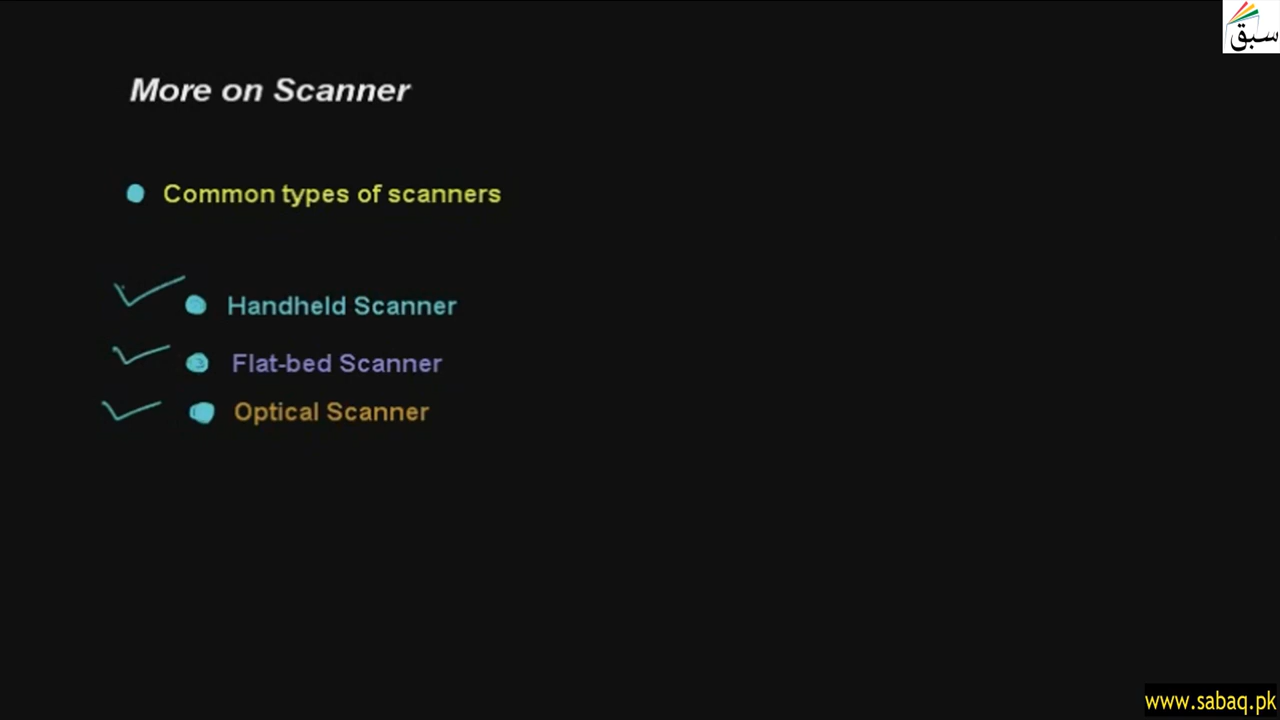 سبق
More on Scanner
Common types of scanners
Handheld Scanner
Flat-bed Scanner
Optical Scanner
www.sabaq.pk